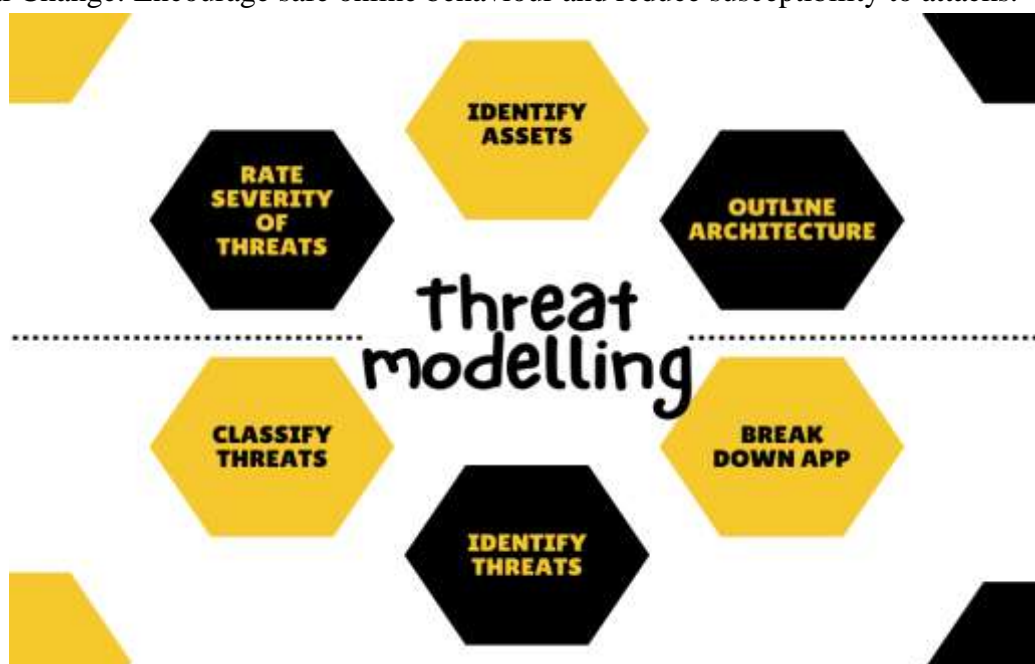 Change: Encourage safe online behaviour and reduce susceptibility to attacks.
IDENTIFY
ASSETS
OUTLINE
ARCHITECTURE
BREAK
DOWN APP
IDENTIFY
THREATS
CLASSIFY
THREATS
RATE
SEVERITY
OF
THREATS
threat
modelling